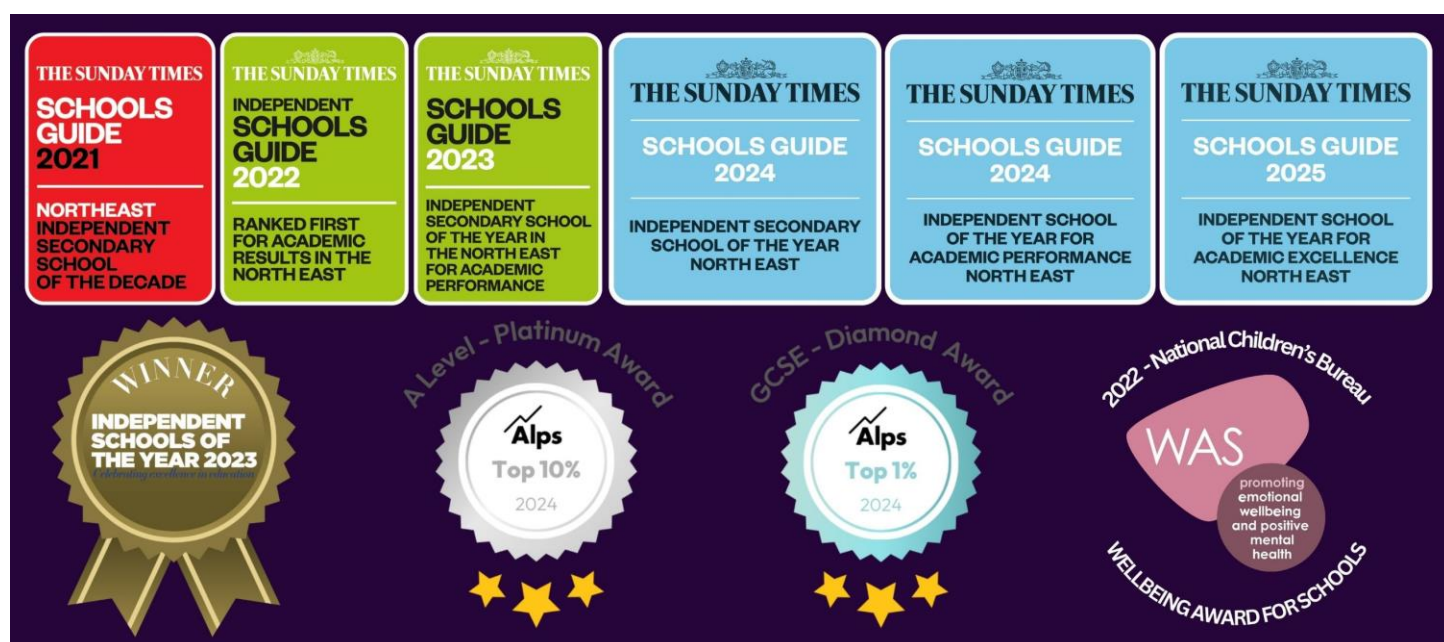 THE SUNDAY TIMES
SCHOOLS
GUIDE
2021
NORTHEAST
INDEPENDENT
SECONDARY
SCHOOL
OF THE DECADE
THE SUNDAY TIMES
INDEPENDENT
SCHOOLS
GUIDE
2022
RANKED FIRST
FOR ACADEMIC
RESULTS IN THE
NORTH EAST
THE SUNDAY TIMES
SCHOOLS
GUIDE
2023
INDEPENDENT
SECONDARY SCHOOL
OF THE YEAR IN
THE NORTH EAST
FOR ACADEMIC
PERFORMANCE
THE SUNDAY TIMES
SCHOOLS GUIDE
2024
INDEPENDENT SECONDARY
SCHOOL OF THE YEAR
NORTH EAST
THE SUNDAY TIMES
SCHOOLS GUIDE
2024
INDEPENDENT SCHOOL
OF THE YEAR FOR
ACADEMIC PERFORMANCE
NORTH EAST
THE SUNDAY TIMES
SCHOOLS GUIDE
2025
INDEPENDENT SCHOOL
OF THE YEAR FOR
ACADEMIC EXCELLENCE
NORTH EAST
WINNER
INDEPENDENT
SCHOOLS OF
THE YEAR 2023
Celebrating excellence in education
A Level - Platinum Award
Alps
Top 10%
2024
GCSE - Diamond Award
Alps
Top 1%
2024
2022 - National Children's Bureau
WAS
promoting
emotional
wellbeing
and positive
mental
health
WELLBEING AWARD FOR SCHOOLS